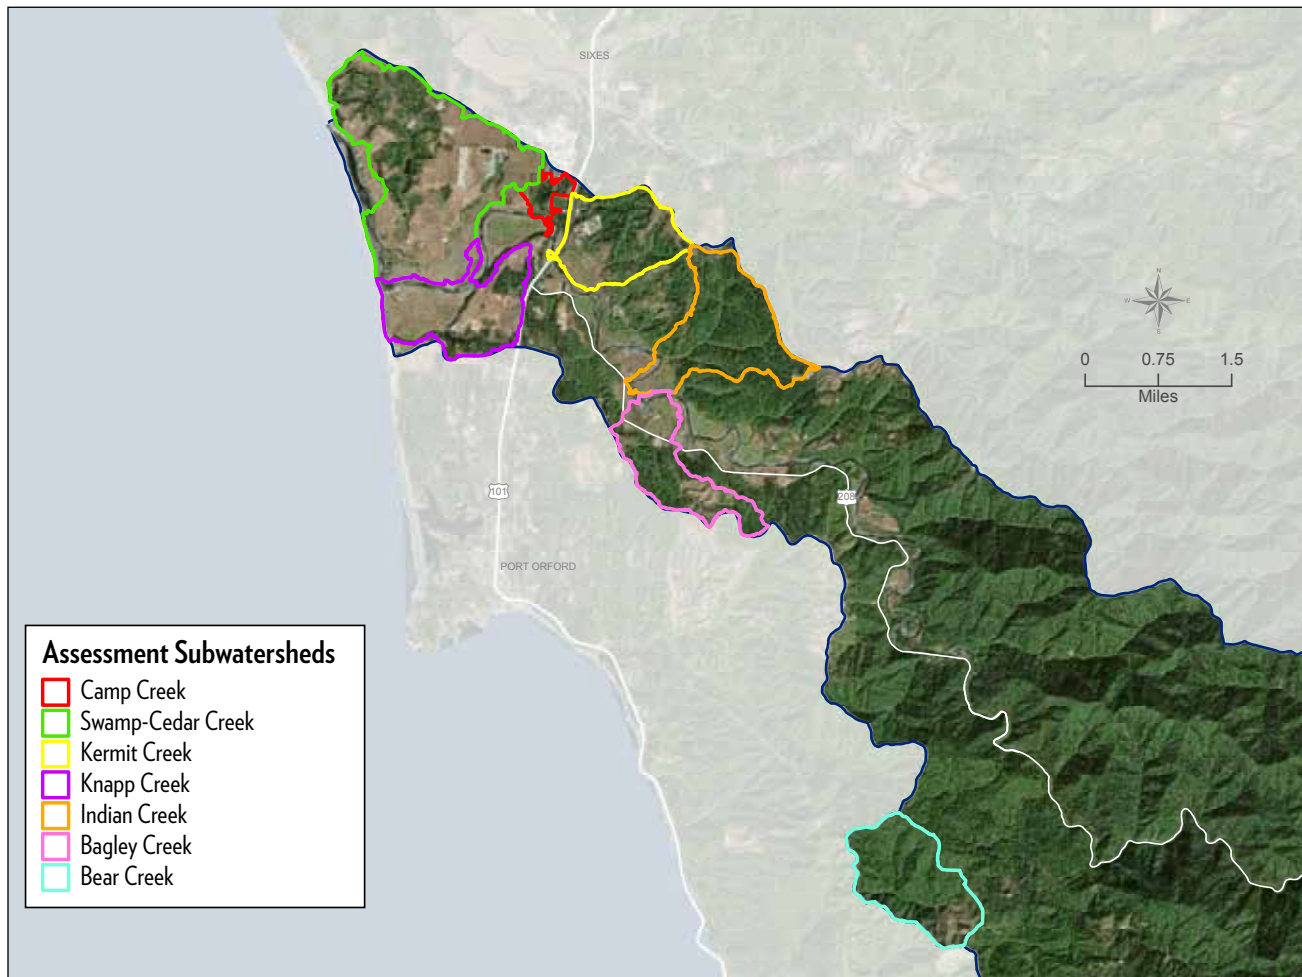 SIXES
N
W E
S
0 0.75 1.5
Miles
101
208
PORT ORFORD
Assessment Subwatersheds
Camp Creek
Swamp-Cedar Creek
Kermit Creek
Knapp Creek
Indian Creek
Bagley Creek
Bear Creek